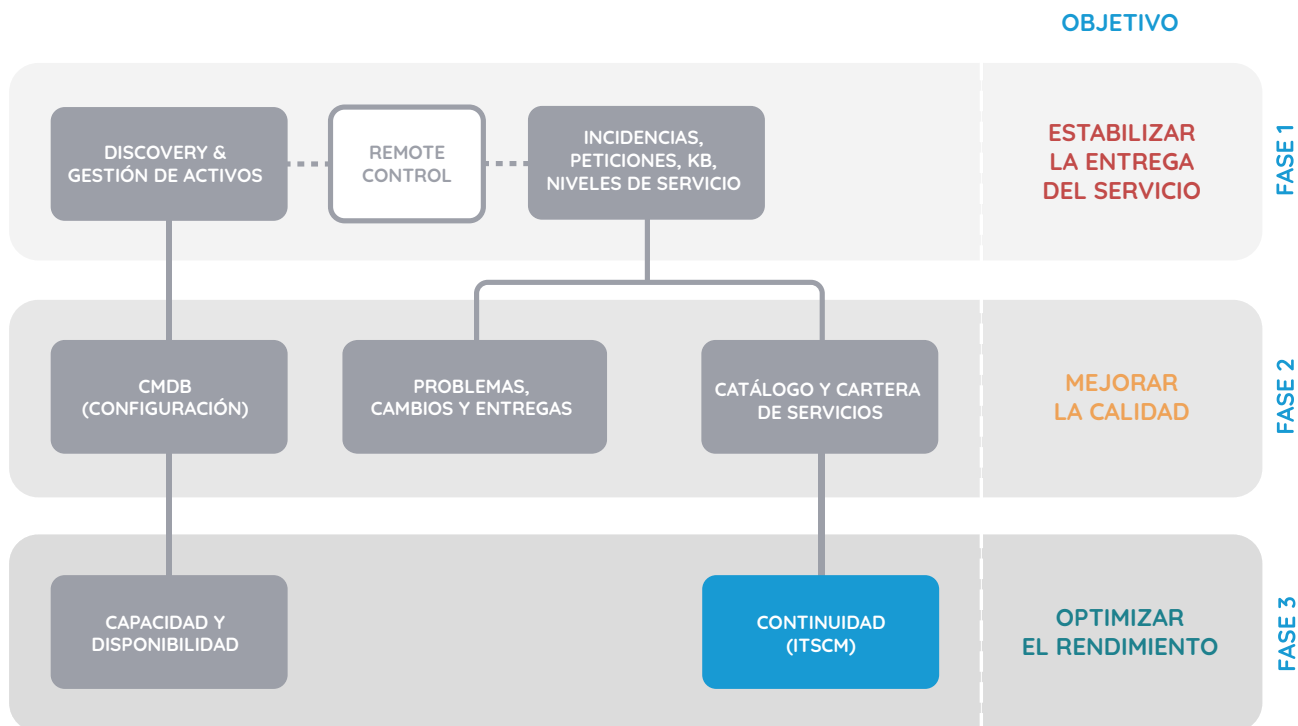 OBJETIVO
DISCOVERY &
GESTIÓN DE ACTIVOS
REMOTE
CONTROL
INCIDENCIAS,
PETICIONES, KB,
NIVELES DE SERVICIO
ESTABILIZAR
LA ENTREGA
DEL SERVICIO
FASE 1
CMDB
(CONFIGURACIÓN)
PROBLEMAS,
CAMBIOS Y ENTREGAS
CATÁLOGO Y CARTERA
DE SERVICIOS
MEJORAR
LA CALIDAD
FASE 2
CAPACIDAD Y
DISPONIBILIDAD
CONTINUIDAD
(ITSCM)
OPTIMIZAR
EL RENDIMIENTO
FASE 3